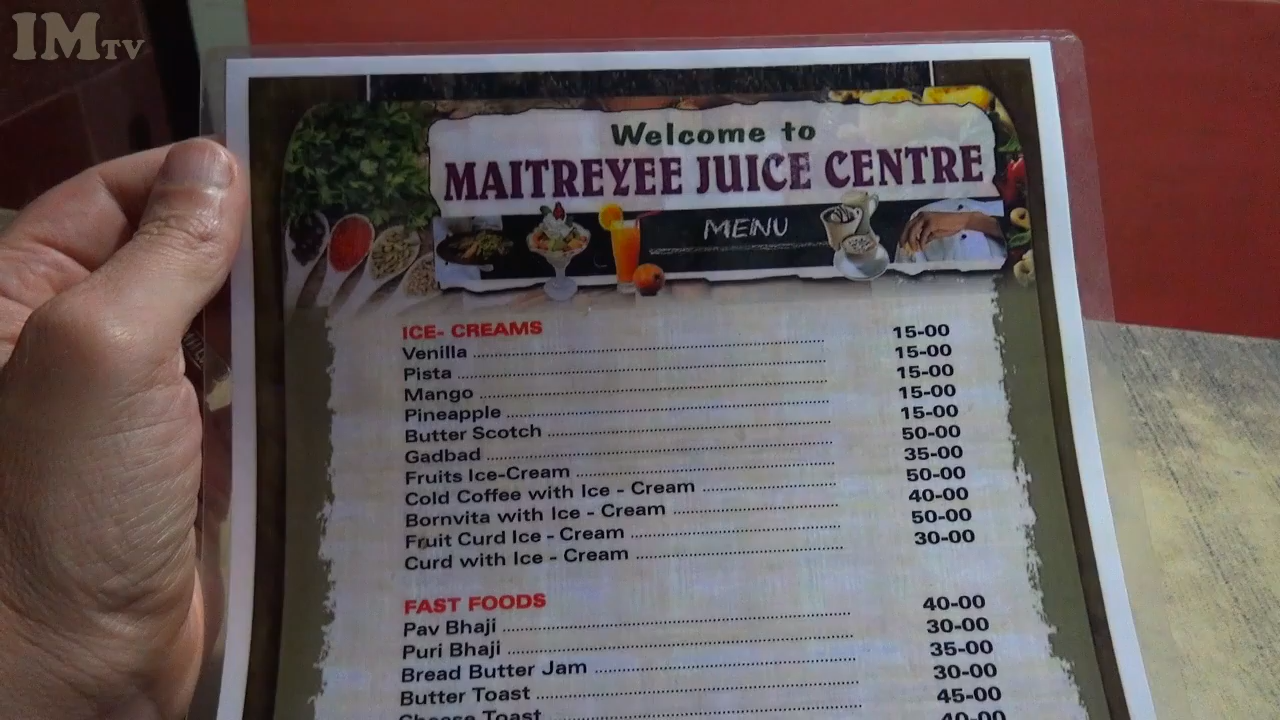 IMTV
Welcome to
MAITREYEE JUICE CENTRE
MENU
ICE- CREAMS
Venilla 15-00
Pista 15-00
Mango 15-00
Pineapple 15-00
Butter Scotch 15-00
Gadbad 50-00
Fruits Ice-Cream 35-00
Cold Coffee with Ice - Cream 50-00
Bornvita with Ice - Cream 40-00
Fruit Curd Ice - Cream 50-00
Curd with Ice - Cream 30-00
FAST FOODS
Pav Bhaji 40-00
Puri Bhaji 30-00
Bread Butter Jam 35-00
Butter Toast 30-00
Cheese Toast 45-00
40-00